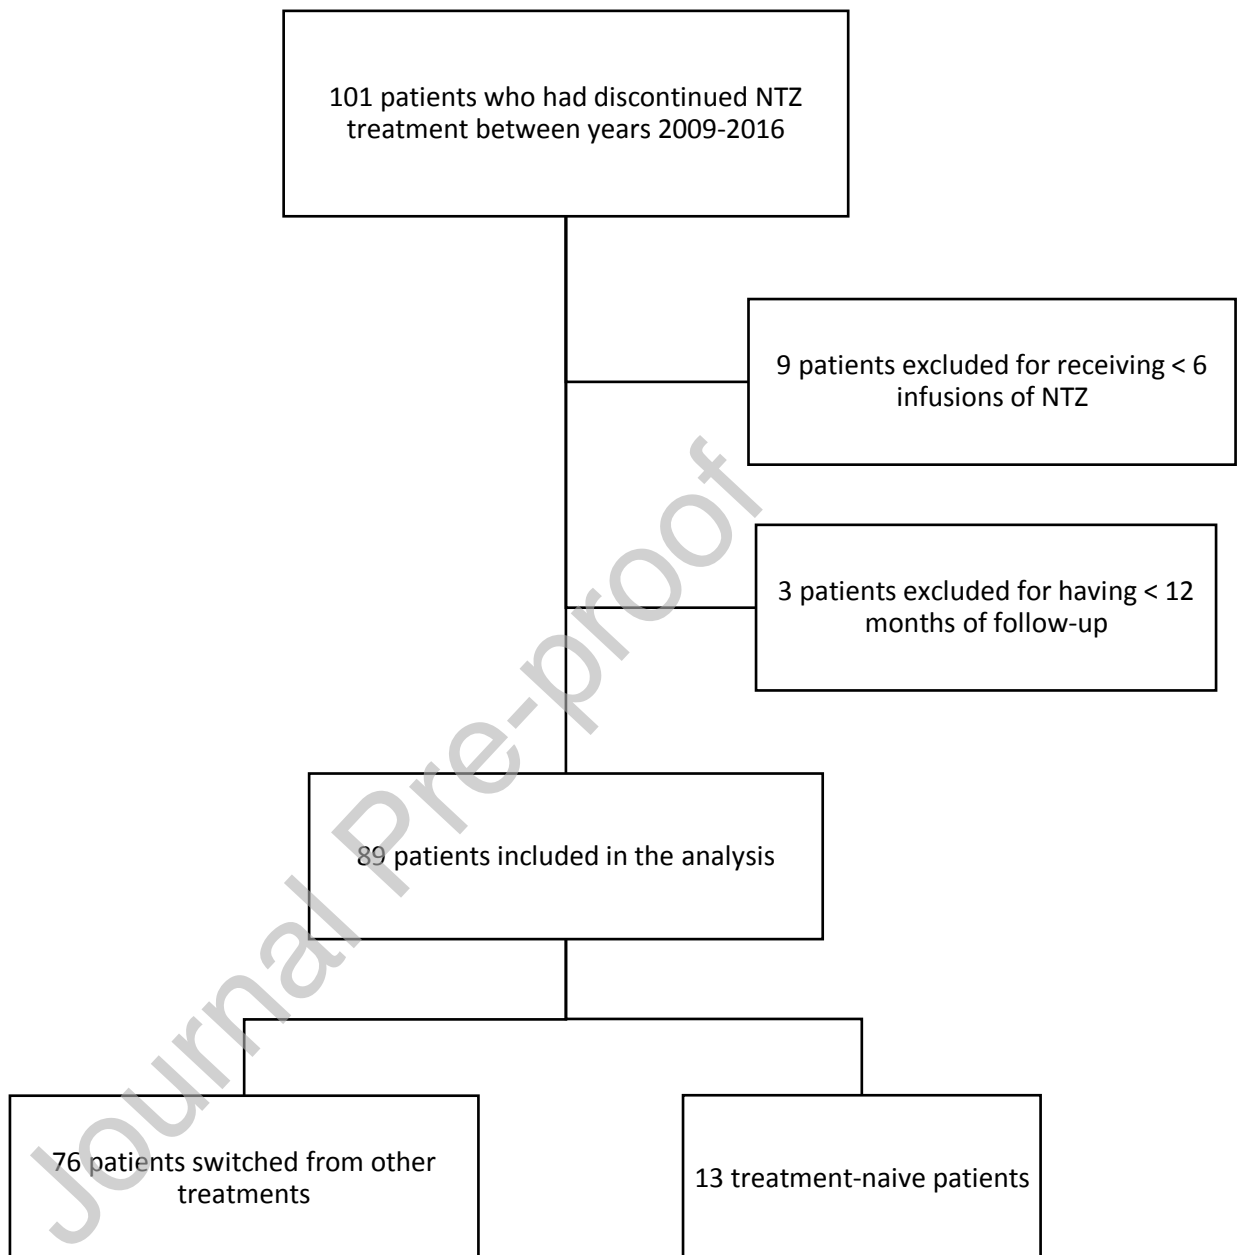 101 patients who had discontinued NTZ
treatment between years 2009-2016
9 patients excluded for receiving < 6
infusions of NTZ
3 patients excluded for having < 12
months of follow-up
89 patients included in the analysis
76 patients switched from other
treatments
13 treatment-naive patients
Journal Pre-proof